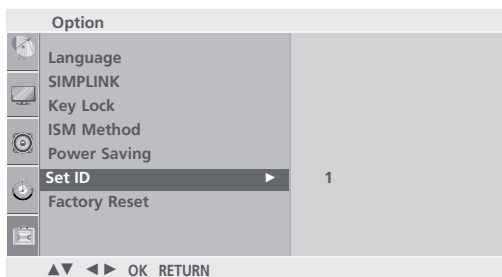 Option
Language
SIMPLINK
Key Lock
ISM Method
Power Saving
Set ID ► 1
Factory Reset
▲▼ ◄► OK RETURN